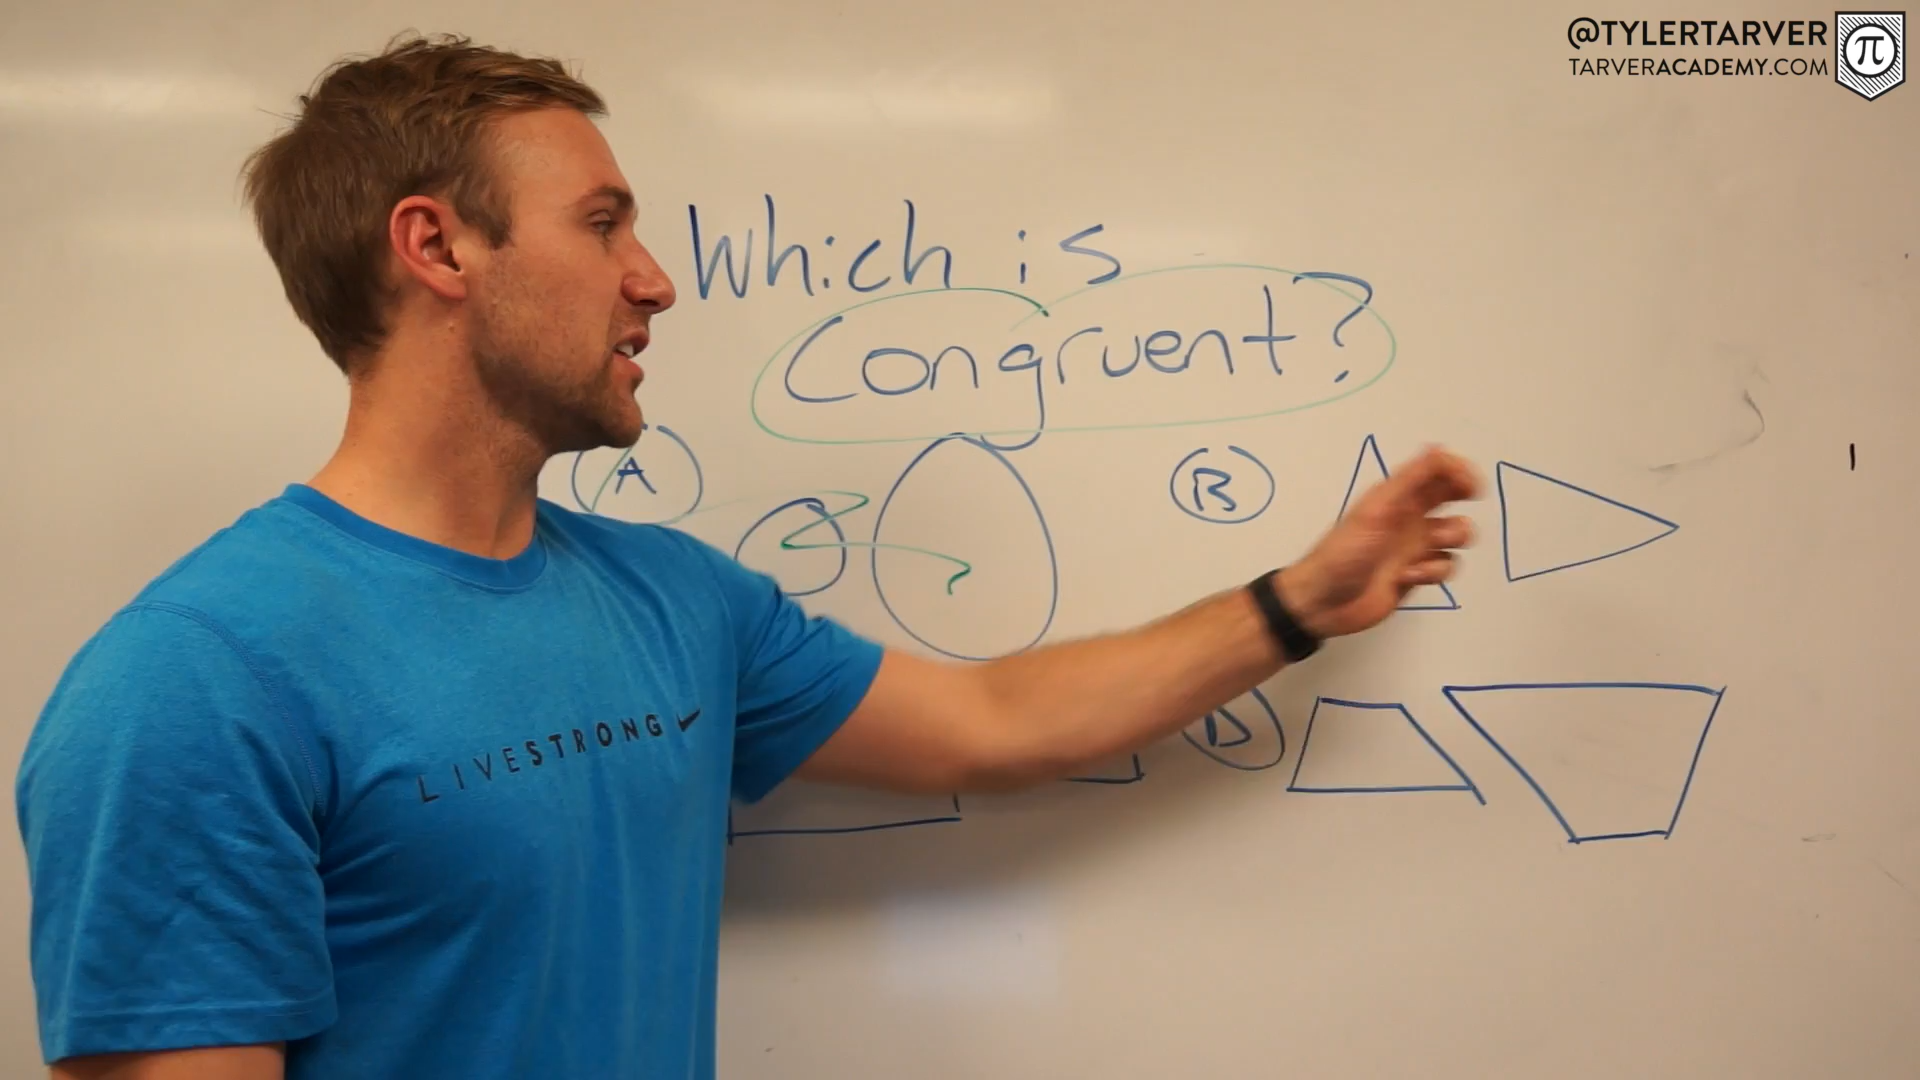 @TYLERTARVER
TARVERACADEMY.COM
π
Which is
Congruent?
A
B
D
LIVESTRONG